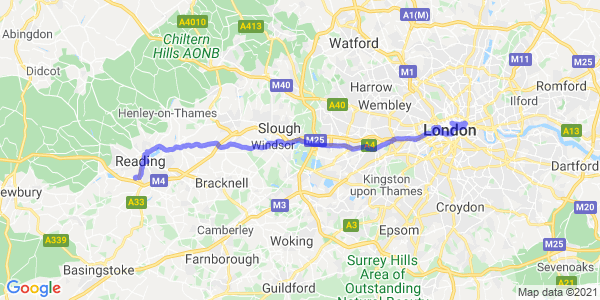 Abingdon
A4010
A413
Watford
A1(M)
Chiltern
Hills AONB
Didcot
M1
M11
M25
Harrow
Romford
M40
A40
Wembley
Ilford
Henley-on-Thames
Slough
M25
A4
London
A13
Windsor
Reading
M4
Bracknell
Kingston
upon Thames
Dartford
ewbury
A33
M3
Croydon
M20
Camberley
A3
Epsom
A339
Woking
M25
Sevenoaks
Farnborough
Surrey Hills
Area of
Outstanding
Natural Beauty
A21
Basingstoke
Guildford
Google
Map data ©2021